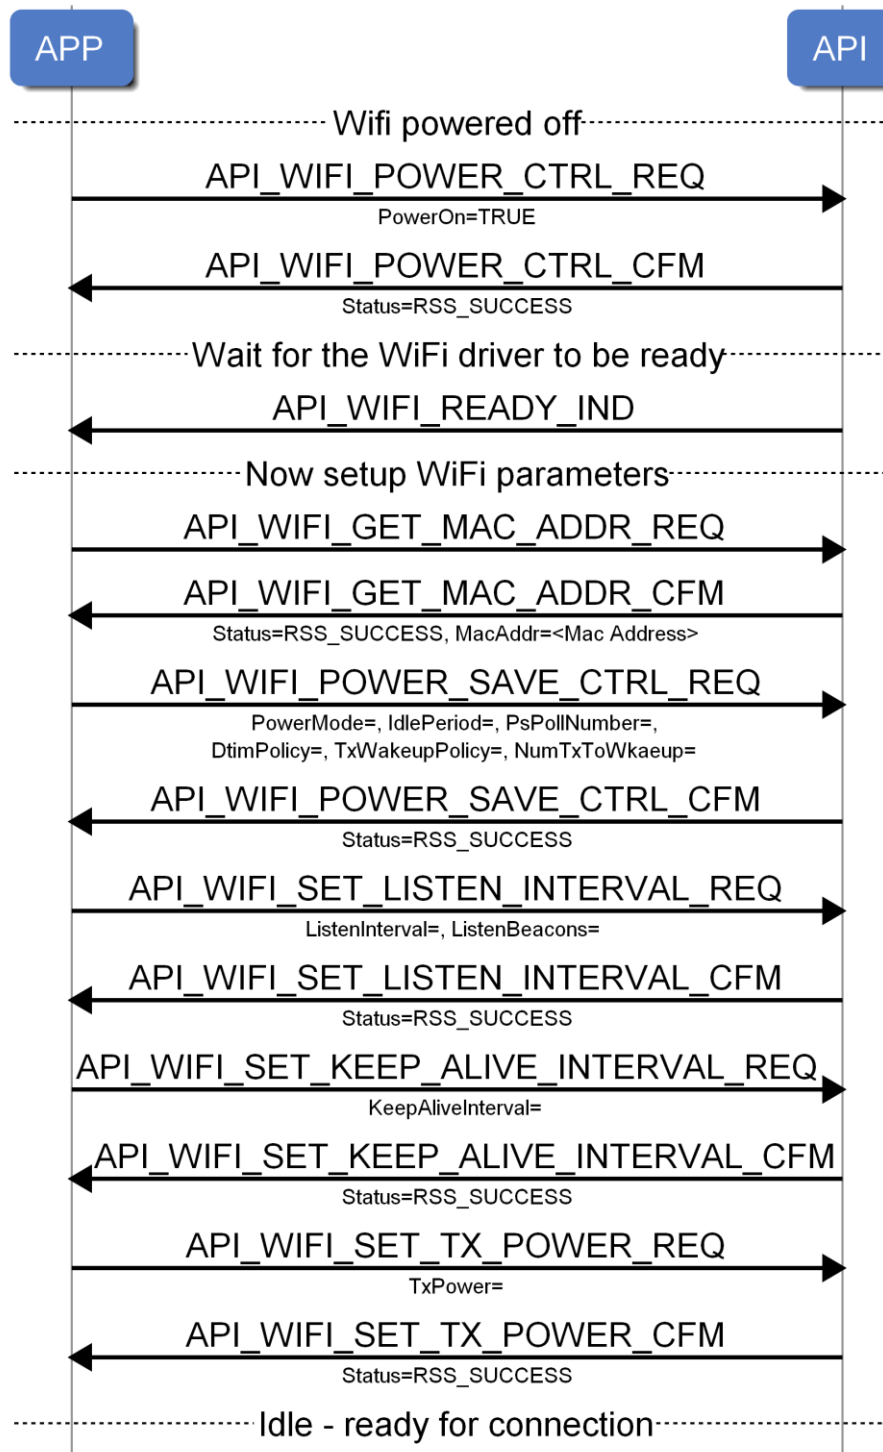 APP
API
Wifi powered off
API_WIFI_POWER_CTRL_REQ
PowerOn=TRUE
API_WIFI_POWER_CTRL_CFM
Status=RSS_SUCCESS
Wait for the WiFi driver to be ready
API_WIFI_READY_IND
Now setup WiFi parameters
API_WIFI_GET_MAC_ADDR_REQ
API_WIFI_GET_MAC_ADDR_CFM
Status=RSS_SUCCESS, MacAddr=<Mac Address>
API_WIFI_POWER_SAVE_CTRL_REQ
PowerMode=, IdlePeriod=, PsPollNumber=,
DtimPolicy=, TxWakeupPolicy=, NumTxToWkaeup=
API_WIFI_POWER_SAVE_CTRL_CFM
Status=RSS_SUCCESS
API_WIFI_SET_LISTEN_INTERVAL_REQ
ListenInterval=, ListenBeacons=
API_WIFI_SET_LISTEN_INTERVAL_CFM
Status=RSS_SUCCESS
API_WIFI_SET_KEEP_ALIVE_INTERVAL_REQ
KeepAliveInterval=
API_WIFI_SET_KEEP_ALIVE_INTERVAL_CFM
Status=RSS_SUCCESS
API_WIFI_SET_TX_POWER_REQ
TxPower=
API_WIFI_SET_TX_POWER_CFM
Status=RSS_SUCCESS
Idle - ready for connection